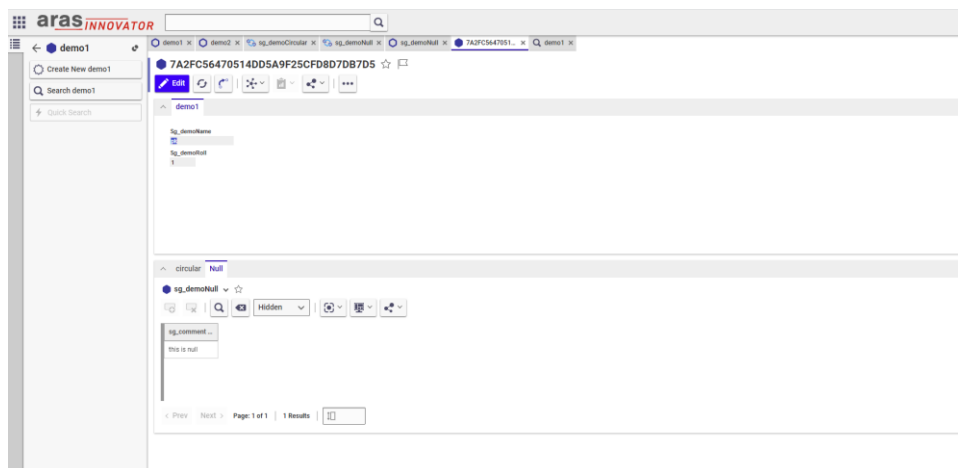 aras INNOVATOR
demo1
demo1 x demo2 x sg_demoCircular x sg_demoNull x sg_demoNull x 7A2FC5647051... x demo1 x
Create New demo1
Search demo1
Quick Search
7A2FC56470514DD5A9F25CFD8D7DB7D5
Edit
demo1
Sg_demoName
Sg_demoRoll
1
circular Null
sg_demoNull
Hidden
sg_comment ...
this is null
< Prev Next > Page: 1 of 1 | 1 Results